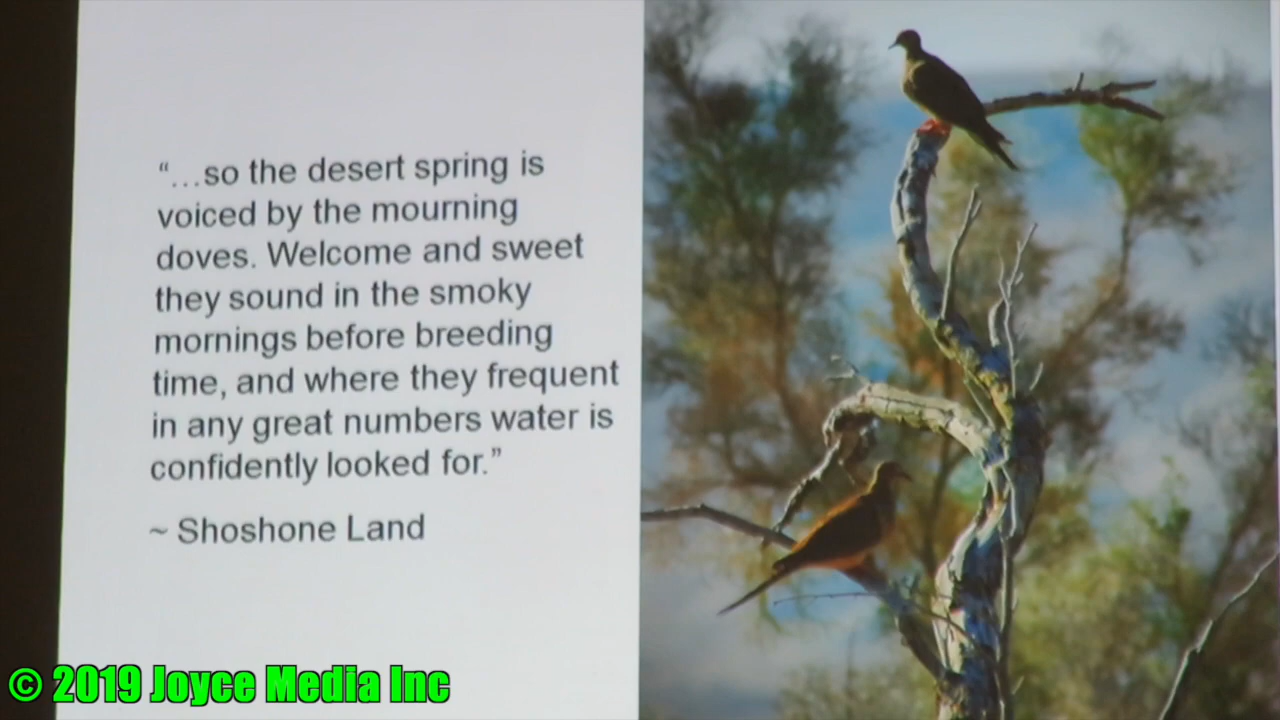 “…so the desert spring is
voiced by the mourning
doves. Welcome and sweet
they sound in the smoky
mornings before breeding
time, and where they frequent
in any great numbers water is
confidently looked for.”
~ Shoshone Land
© 2019 Joyce Media Inc